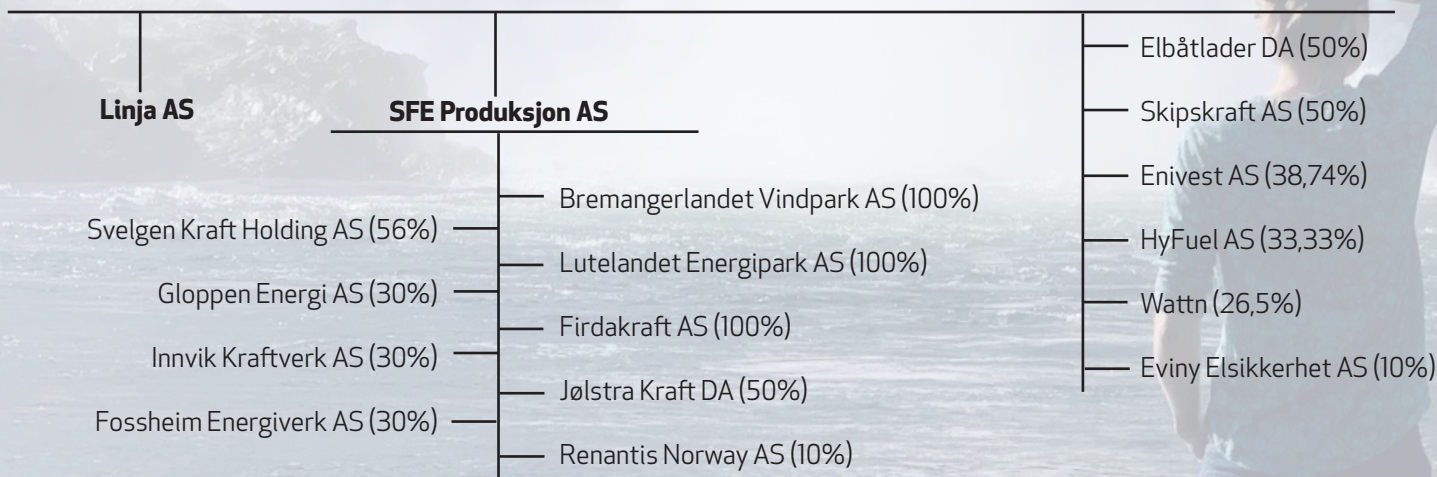 Linja AS
SFE Produksjon AS
Svelgen Kraft Holding AS (56%)
Gloppen Energi AS (30%)
Innvik Kraftverk AS (30%)
Fossheim Energiverk AS (30%)
Bremangerlandet Vindpark AS (100%)
Lutelandet Energipark AS (100%)
Firdakraft AS (100%)
Jølstra Kraft DA (50%)
Renantis Norway AS (10%)
Elbåtlader DA (50%)
Skipskraft AS (50%)
Enivest AS (38,74%)
HyFuel AS (33,33%)
Wattn (26,5%)
Eviny Elsikkerhet AS (10%)